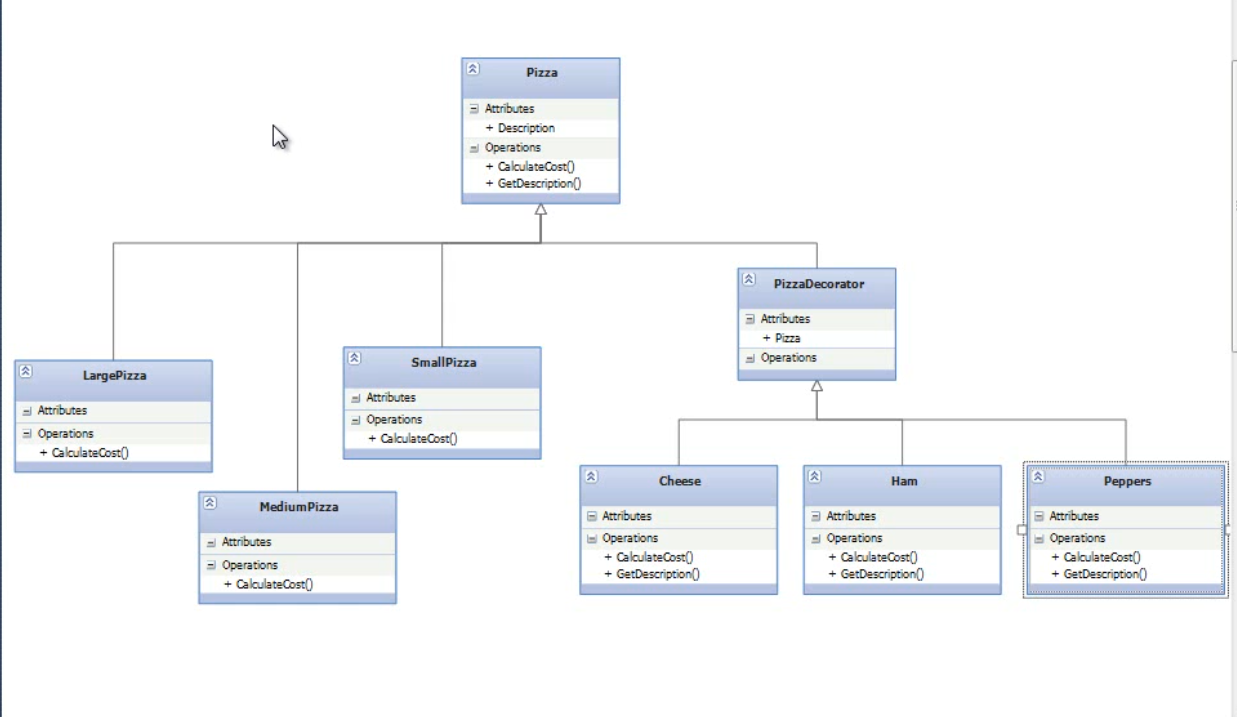 Pizza
Attributes
+ Description
Operations
+ CalculateCost()
+ GetDescription()
PizzaDecorator
Attributes
+ Pizza
Operations
LargePizza
Attributes
Operations
+ CalculateCost()
SmallPizza
Attributes
Operations
+ CalculateCost()
MediumPizza
Attributes
Operations
+ CalculateCost()
Cheese
Attributes
Operations
+ CalculateCost()
+ GetDescription()
Ham
Attributes
Operations
+ CalculateCost()
+ GetDescription()
Peppers
Attributes
Operations
+ CalculateCost()
+ GetDescription()